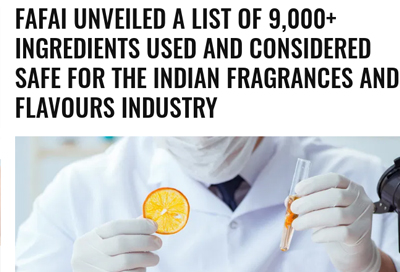 FAFAI UNVEILED A LIST OF 9,000+
INGREDIENTS USED AND CONSIDERED
SAFE FOR THE INDIAN FRAGRANCES AND
FLAVOURS INDUSTRY